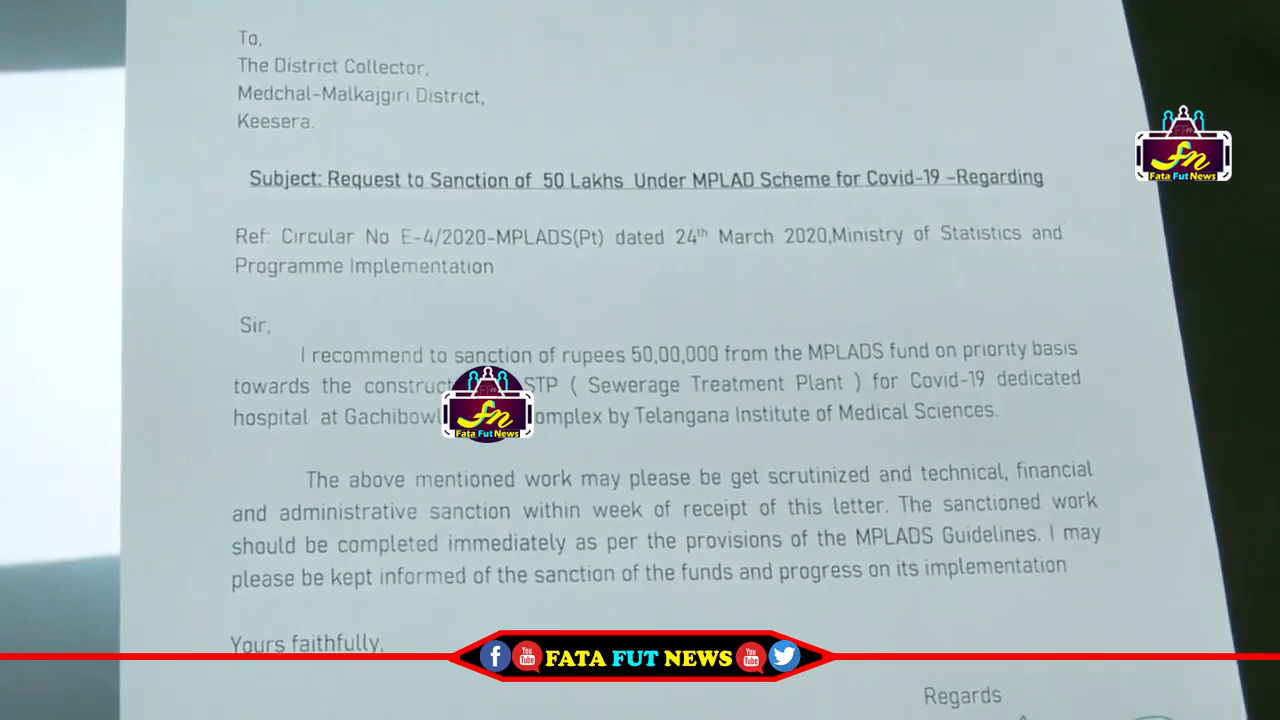 To,
The District Collector,
Medchal-Malkajgiri District,
Keesera.
Fata Fut News
Subject: Request to Sanction of 50 Lakhs Under MPLAD Scheme for Covid-19 –Regarding
Ref: Circular No E-4/2020-MPLADS(Pt) dated 24th March 2020,Ministry of Statistics and
Programme Implementation
Sir,
I recommend to sanction of rupees 50,00,000 from the MPLADS fund on priority basis
towards the construct STP ( Sewerage Treatment Plant ) for Covid-19 dedicated
hospital at Gachibowl omplex by Telangana Institute of Medical Sciences.
Fata Fut News
The above mentioned work may please be get scrutinized and technical, financial
and administrative sanction within week of receipt of this letter. The sanctioned work
should be completed immediately as per the provisions of the MPLADS Guidelines. I may
please be kept informed of the sanction of the funds and progress on its implementation
Yours faithfully,
You Tube FATA FUT NEWS You Tube
Regards